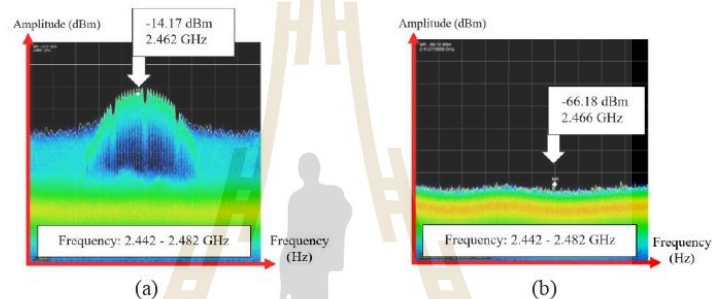 Amplitude (dBm)
-14.17 dBm
2.462 GHz
Frequency: 2.442 - 2.482 GHz
Frequency
(Hz)
(a)
Amplitude (dBm)
-66.18 dBm
2.466 GHz
Frequency: 2.442 - 2.482 GHz
Frequency
(Hz)
(b)